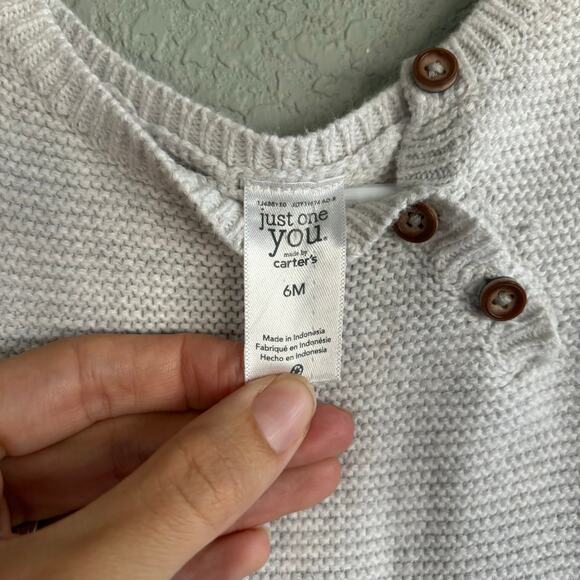 just one
you.
made by
carter's
6M
Made in Indonesia
Fabriqué en Indonésie
Hecho en Indonesia